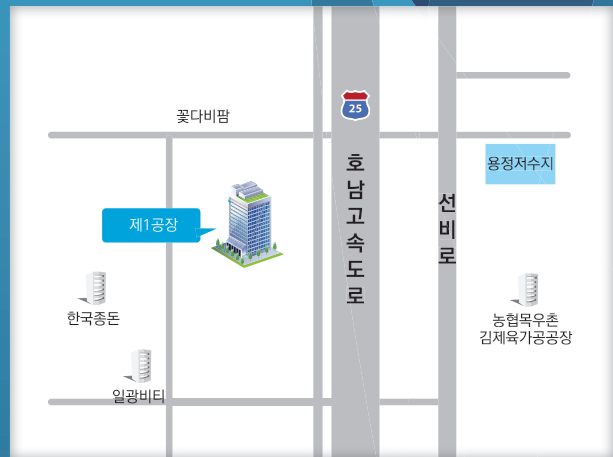 꽃다비팜
25
호남고속도로
선비로
용정저수지
제1공장
한국종돈
농협목우촌
김제육가공공장
일광비티